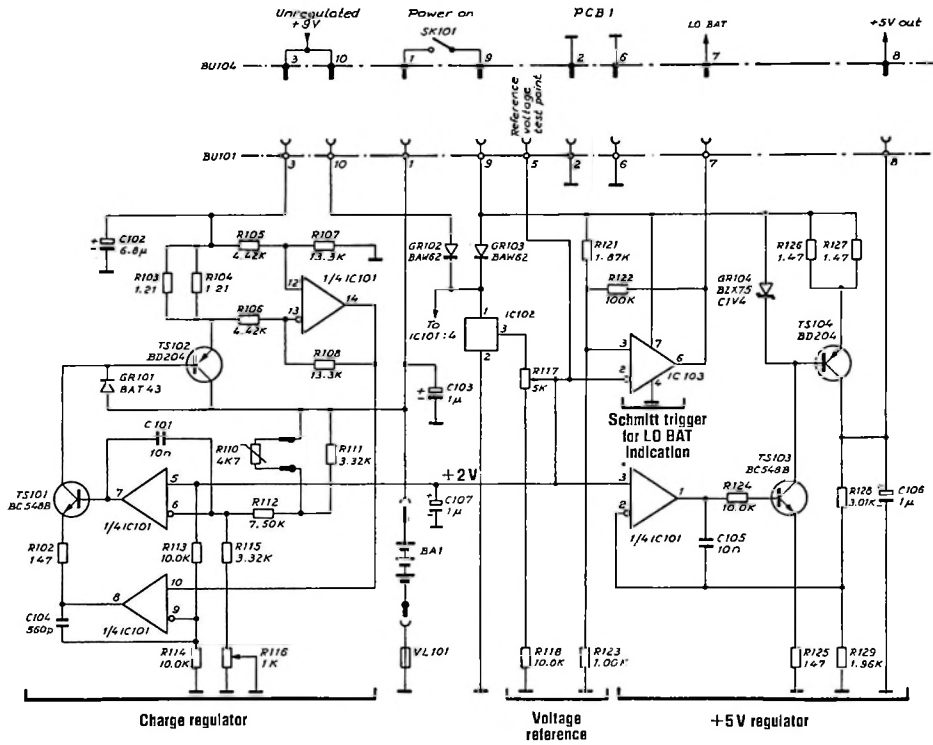 Unregulated
+9V
Power on
SK101
PCB 1
LO BAT
+5V out
3
10
1
9
2
6
7
8
BU104
Reference
voltage
test point
BU101
3
10
1
9
5
2
6
7
8
C102
6.8µ
R105
4.42K
R107
13.3K
R103
1.21
R104
1.21
12
1/4 IC101
14
13
R106
4.42K
R108
13.3K
GR102
BAW62
GR103
BAW62
To
IC101:4
1
IC102
3
2
R121
1.87K
R122
100K
GR104
BZX75
C1V4
R126
1.47
R127
1.47
TS104
BD204
TS102
BD204
GR101
BAT43
C103
1µ
R117
5K
3
7
6
2
4
IC103
Schmitt trigger
for LO BAT
indication
C101
10n
R110
4K7
R111
3.32K
+2V
TS101
BC548B
7
5
6
1/4 IC101
R112
7.50K
C107
1µ
3
1
2
1/4 IC101
R124
10.0K
TS103
BC548B
R128
3.01K
C106
1µ
C105
10n
R102
147
R113
10.0K
R115
3.32K
BA1
8
10
9
1/4 IC101
C104
560p
R114
10.0K
R116
1K
VL101
R118
10.0K
R123
1.00K
R125
147
R129
1.96K
Charge regulator
Voltage
reference
+5V regulator